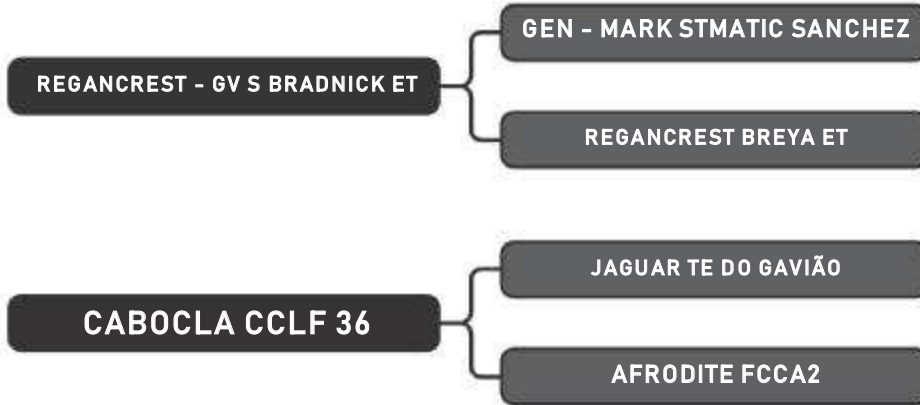 GEN - MARK STMATIC SANCHEZ
REGANCREST - GV S BRADNICK ET
REGANCREST BREYA ET
JAGUAR TE DO GAVIÃO
CABOCLA CCLF 36
AFRODITE FCCA2